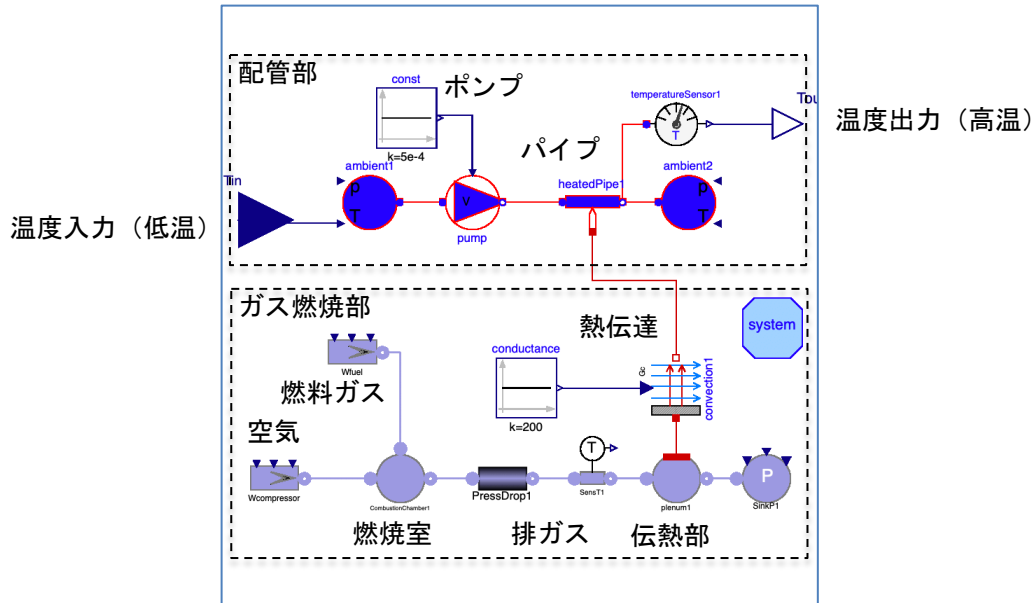 配管部
const
ポンプ
temperatureSensor1
T
Tou
温度出力(高温)
k=5e-4
パイプ
ambient1
heatedPipe1
ambient2
Tin
p
T
v
p
T
温度入力(低温)
pump
ガス燃焼部
system
熱伝達
conductance
Gc
convection1
Wfuel
燃料ガス
k=200
空気
T
P
Wcompressor
CombustionChamber1
PressDrop1
SensT1
plenum1
SinkP1
燃焼室
排ガス
伝熱部